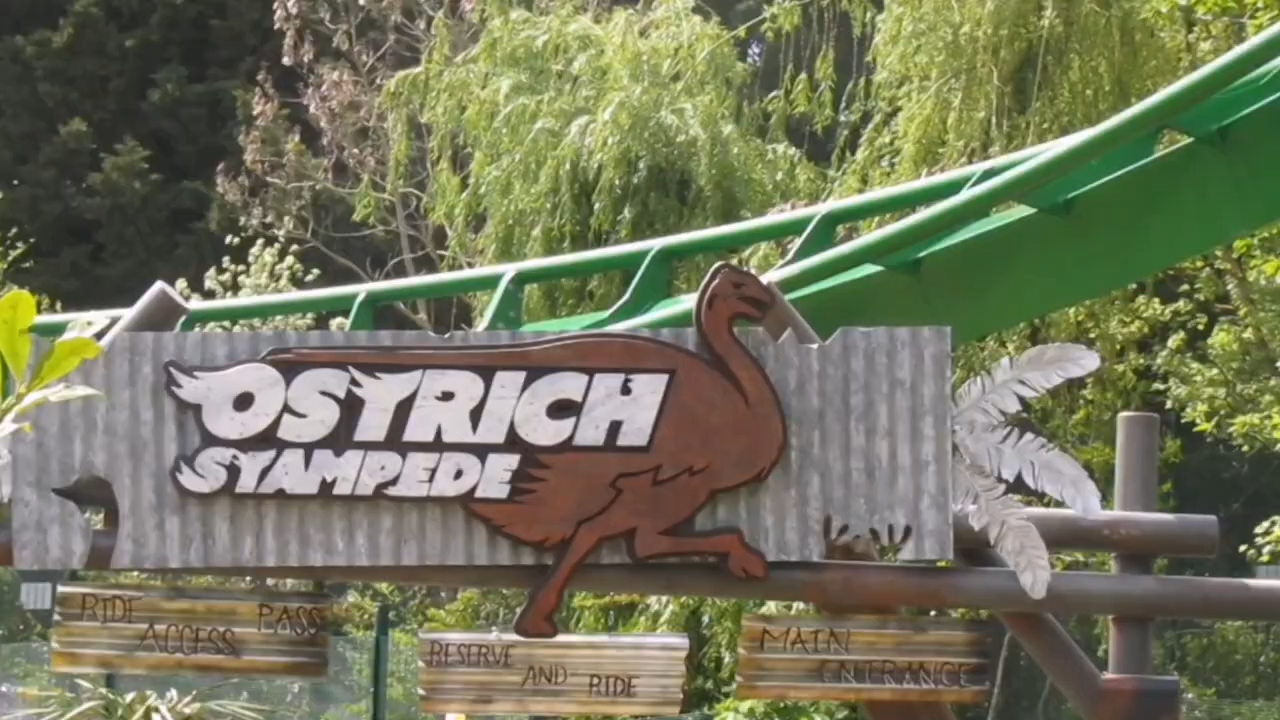 OSTRICH
STAMPEDE
RIDE PASS
ACCESS
RESERVE
AND RIDE
MAIN
ENTRANCE